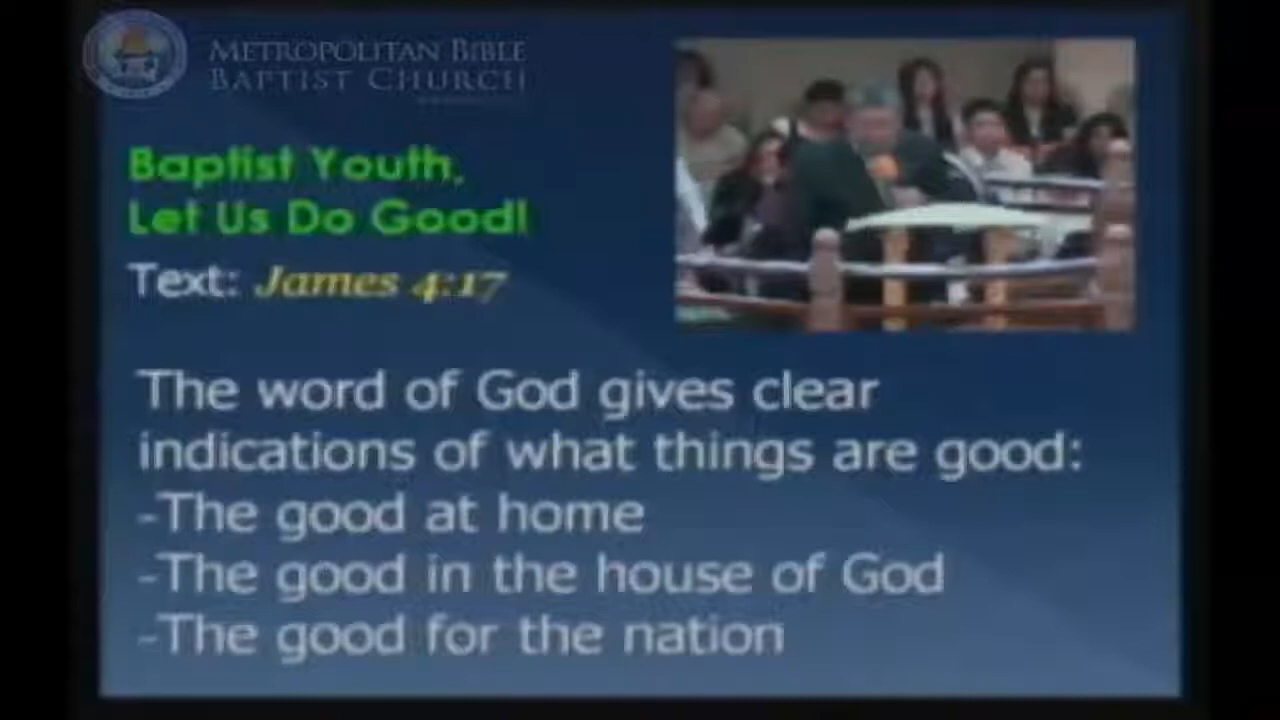 METROPOLITAN BIBLE
BAPTIST CHURCH
Baptist Youth,
Let Us Do Good!
Text: James 4:17
The word of God gives clear
indications of what things are good:
-The good at home
-The good in the house of God
-The good for the nation